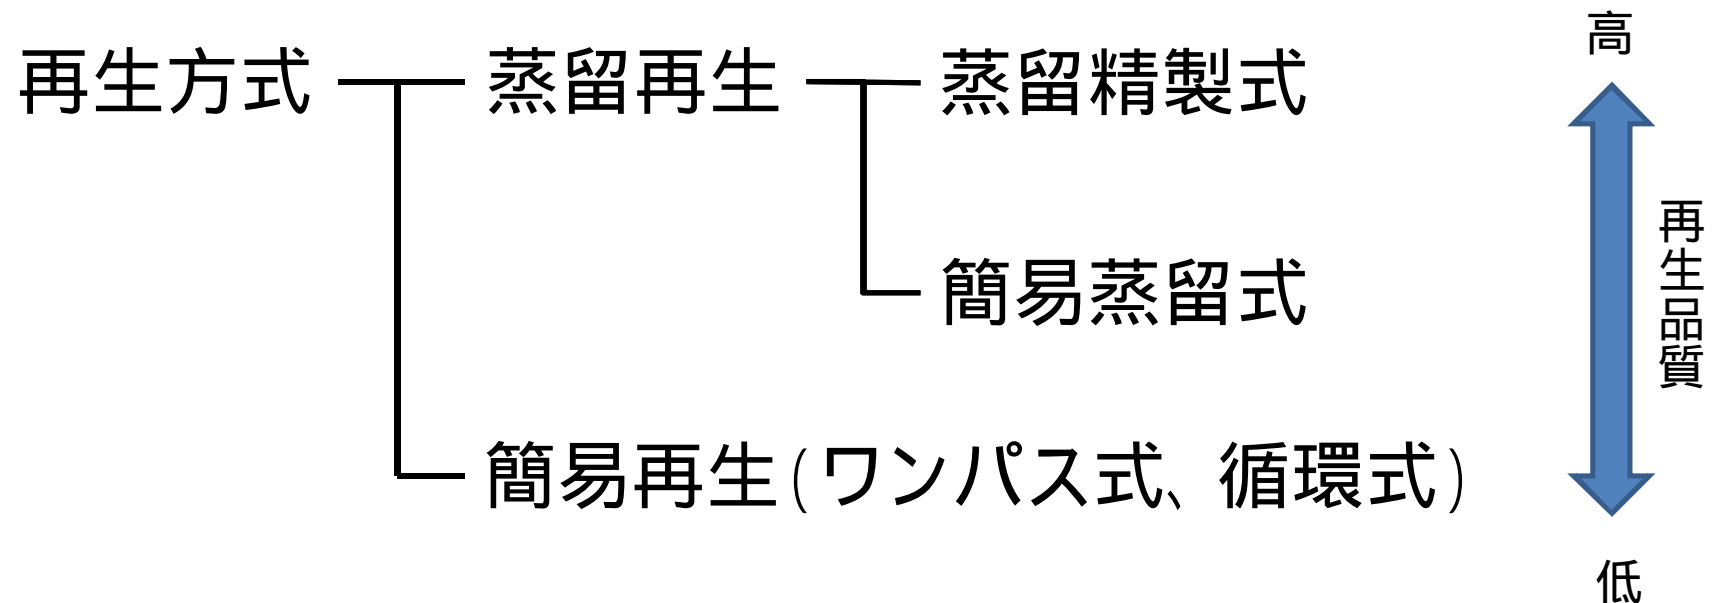 高
再生方式
蒸留再生
蒸留精製式
再生品質
簡易蒸留式
簡易再生(ワンパス式、循環式)
低